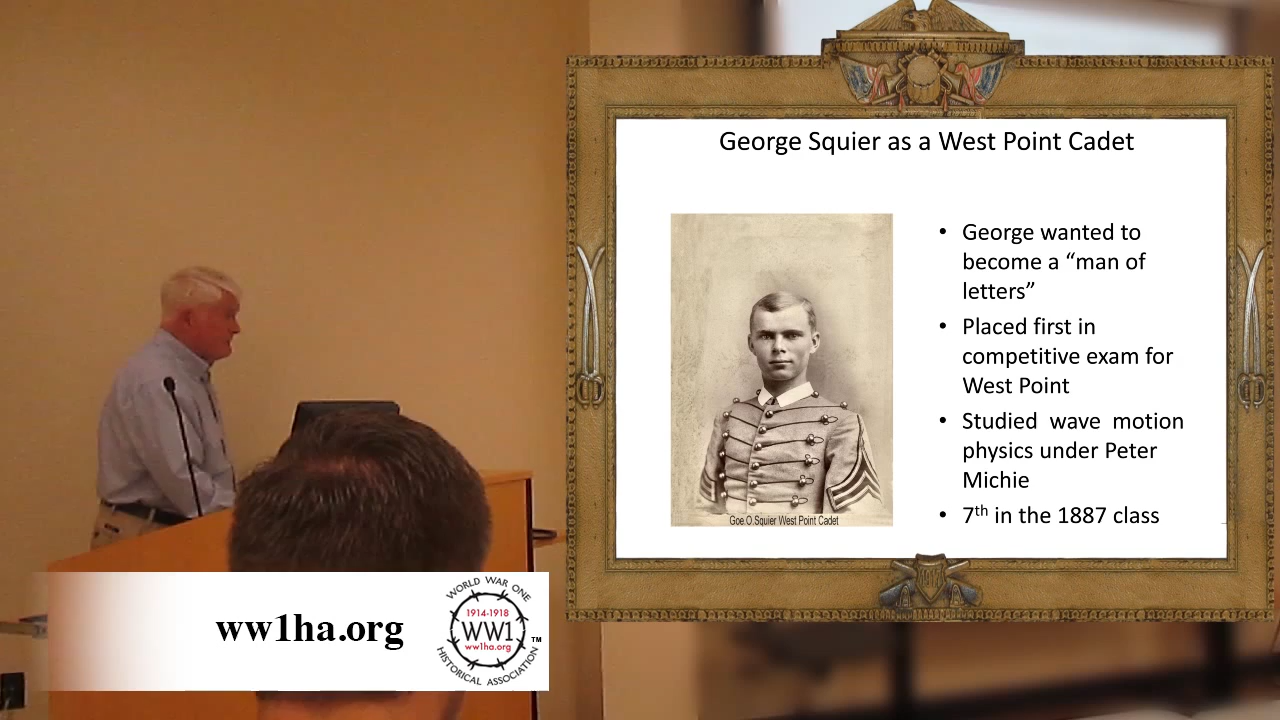 George Squier as a West Point Cadet
• George wanted to
become a “man of
letters”
• Placed first in
competitive exam for
West Point
• Studied wave motion
physics under Peter
Michie
• 7th in the 1887 class
Goe.O.Squier West Point Cadet
ww1ha.org
WORLD WAR ONE
1914-1918
WW1
ww1ha.org
HISTORICAL ASSOCIATION
TM